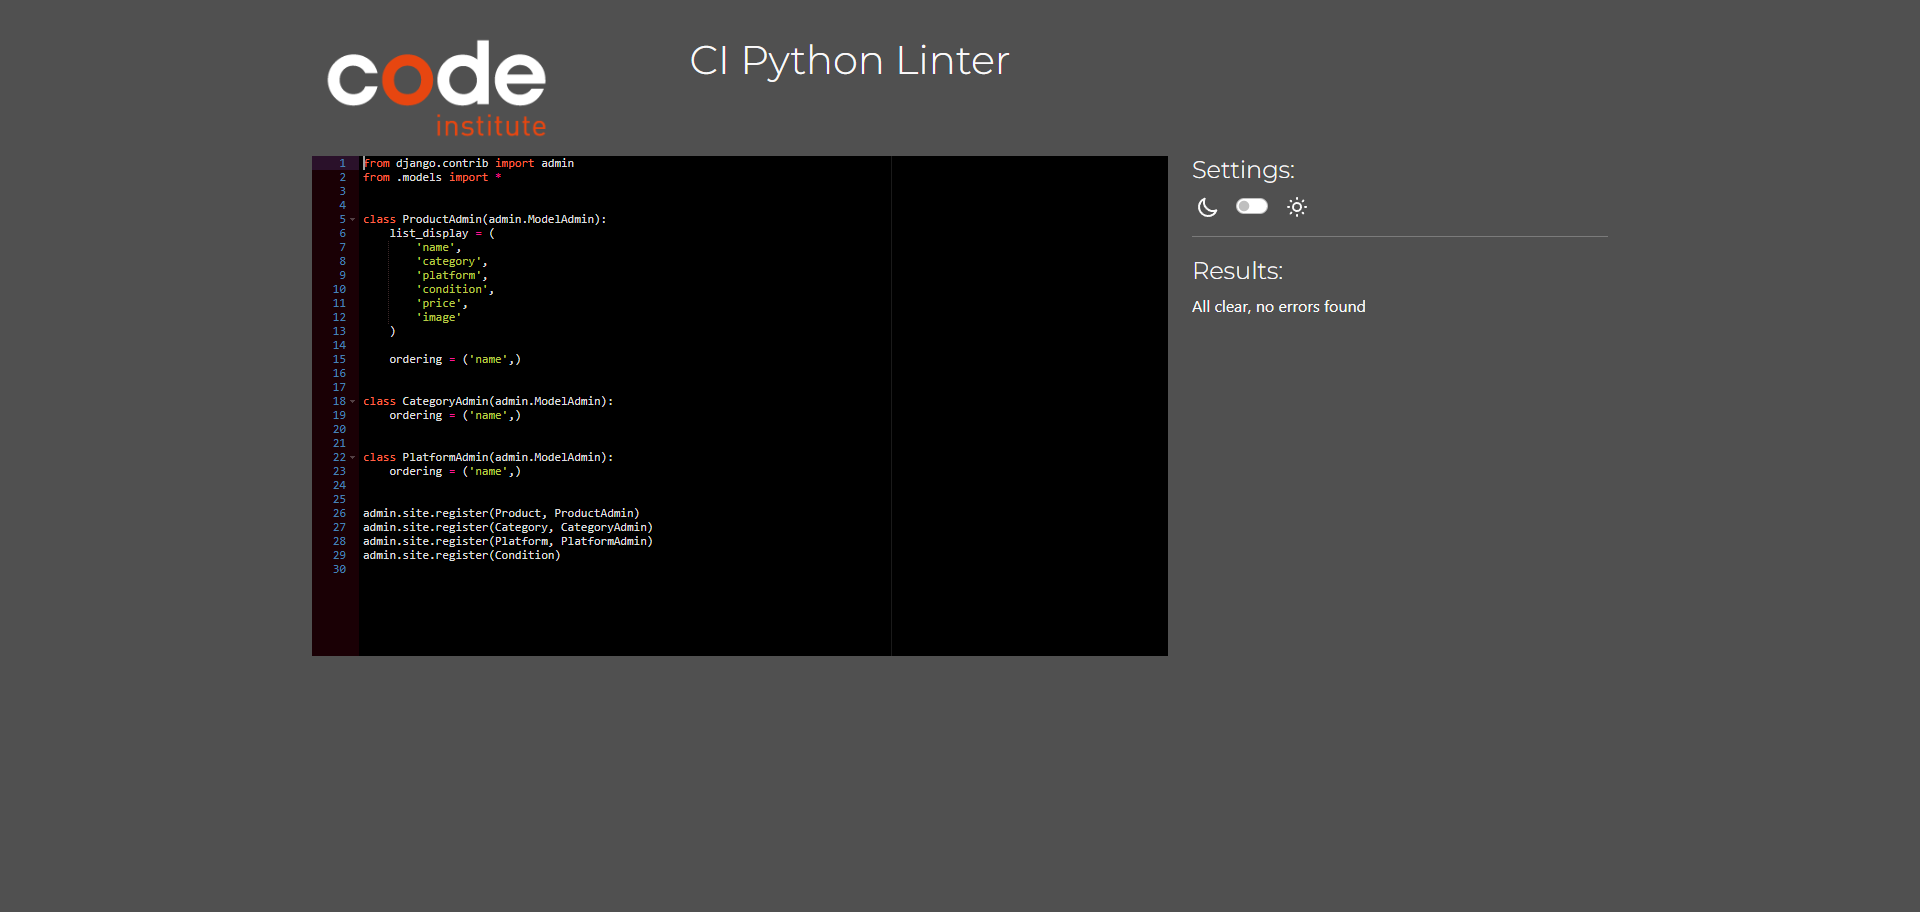 code
institute
CI Python Linter
1 from django.contrib import admin
2 from .models import *
3
4
5 class ProductAdmin(admin.ModelAdmin):
6     list_display = (
7         'name',
8         'category',
9         'platform',
10         'condition',
11         'price',
12         'image'
13     )
14
15     ordering = ('name',)
16
17
18 class CategoryAdmin(admin.ModelAdmin):
19     ordering = ('name',)
20
21
22 class PlatformAdmin(admin.ModelAdmin):
23     ordering = ('name',)
24
25
26 admin.site.register(Product, ProductAdmin)
27 admin.site.register(Category, CategoryAdmin)
28 admin.site.register(Platform, PlatformAdmin)
29 admin.site.register(Condition)
30
Settings:
Results:
All clear, no errors found